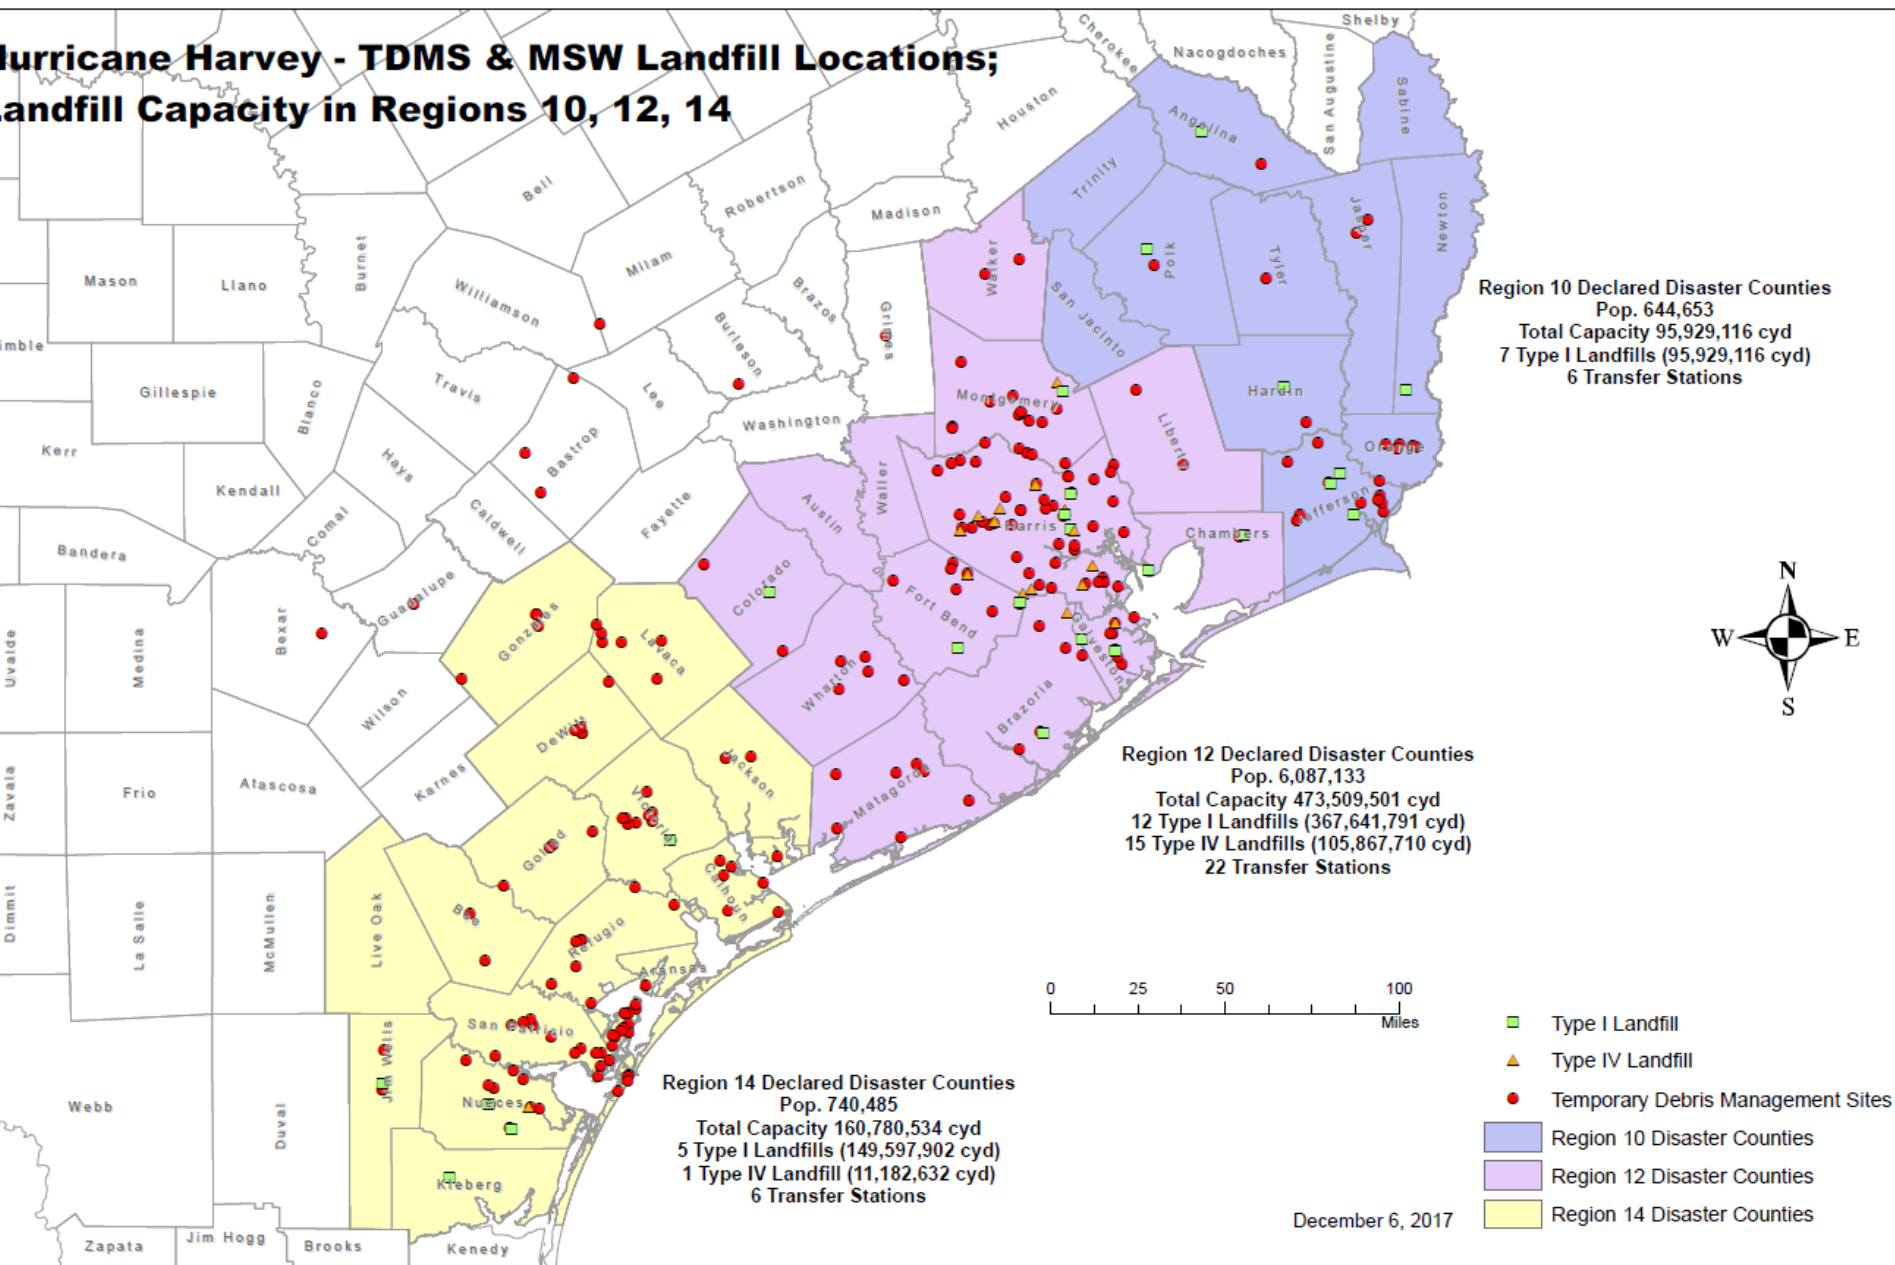 urricane Harvey - TDMS & MSW Landfill Locations;
andfill Capacity in Regions 10, 12, 14
Shelby
Cherokee
Nacogdoches
San Augustine
Sabine
Houston
Angelina
Trinity
Bell
Robertson
Madison
Jasper
Newton
Mason
Llano
Burnet
Milam
Williamson
Brazos
Grimes
Walker
San Jacinto
Polk
Tyler
Region 10 Declared Disaster Counties
Pop. 644,653
Total Capacity 95,929,116 cyd
7 Type I Landfills (95,929,116 cyd)
6 Transfer Stations
imble
Gillespie
Blanco
Travis
Lee
Burleson
Washington
Montgomery
Liberty
Hardin
Orange
Kerr
Kendall
Hays
Bastrop
Comal
Caldwell
Fayette
Austin
Waller
Harris
Chambers
Jefferson
Bandera
Guadalupe
Bexar
Uvalde
Medina
Wilson
Gonzales
Lavaca
Colorado
Fort Bend
Galveston
Wharton
Brazoria
N
W
E
S
Zavala
Frio
Atascosa
Karnes
DeWitt
Jackson
Victoria
Matagorda
Region 12 Declared Disaster Counties
Pop. 6,087,133
Total Capacity 473,509,501 cyd
12 Type I Landfills (367,641,791 cyd)
15 Type IV Landfills (105,867,710 cyd)
22 Transfer Stations
Dimmit
La Salle
McMullen
Live Oak
Bee
Goliad
Calhoun
Refugio
Aransas
San Patricio
0 25 50 100
Miles
Webb
Duval
Jim Wells
Nueces
Kleberg
Region 14 Declared Disaster Counties
Pop. 740,485
Total Capacity 160,780,534 cyd
5 Type I Landfills (149,597,902 cyd)
1 Type IV Landfill (11,182,632 cyd)
6 Transfer Stations
Type I Landfill
Type IV Landfill
Temporary Debris Management Sites
Region 10 Disaster Counties
Region 12 Disaster Counties
Region 14 Disaster Counties
December 6, 2017
Zapata
Jim Hogg
Brooks
Kenedy